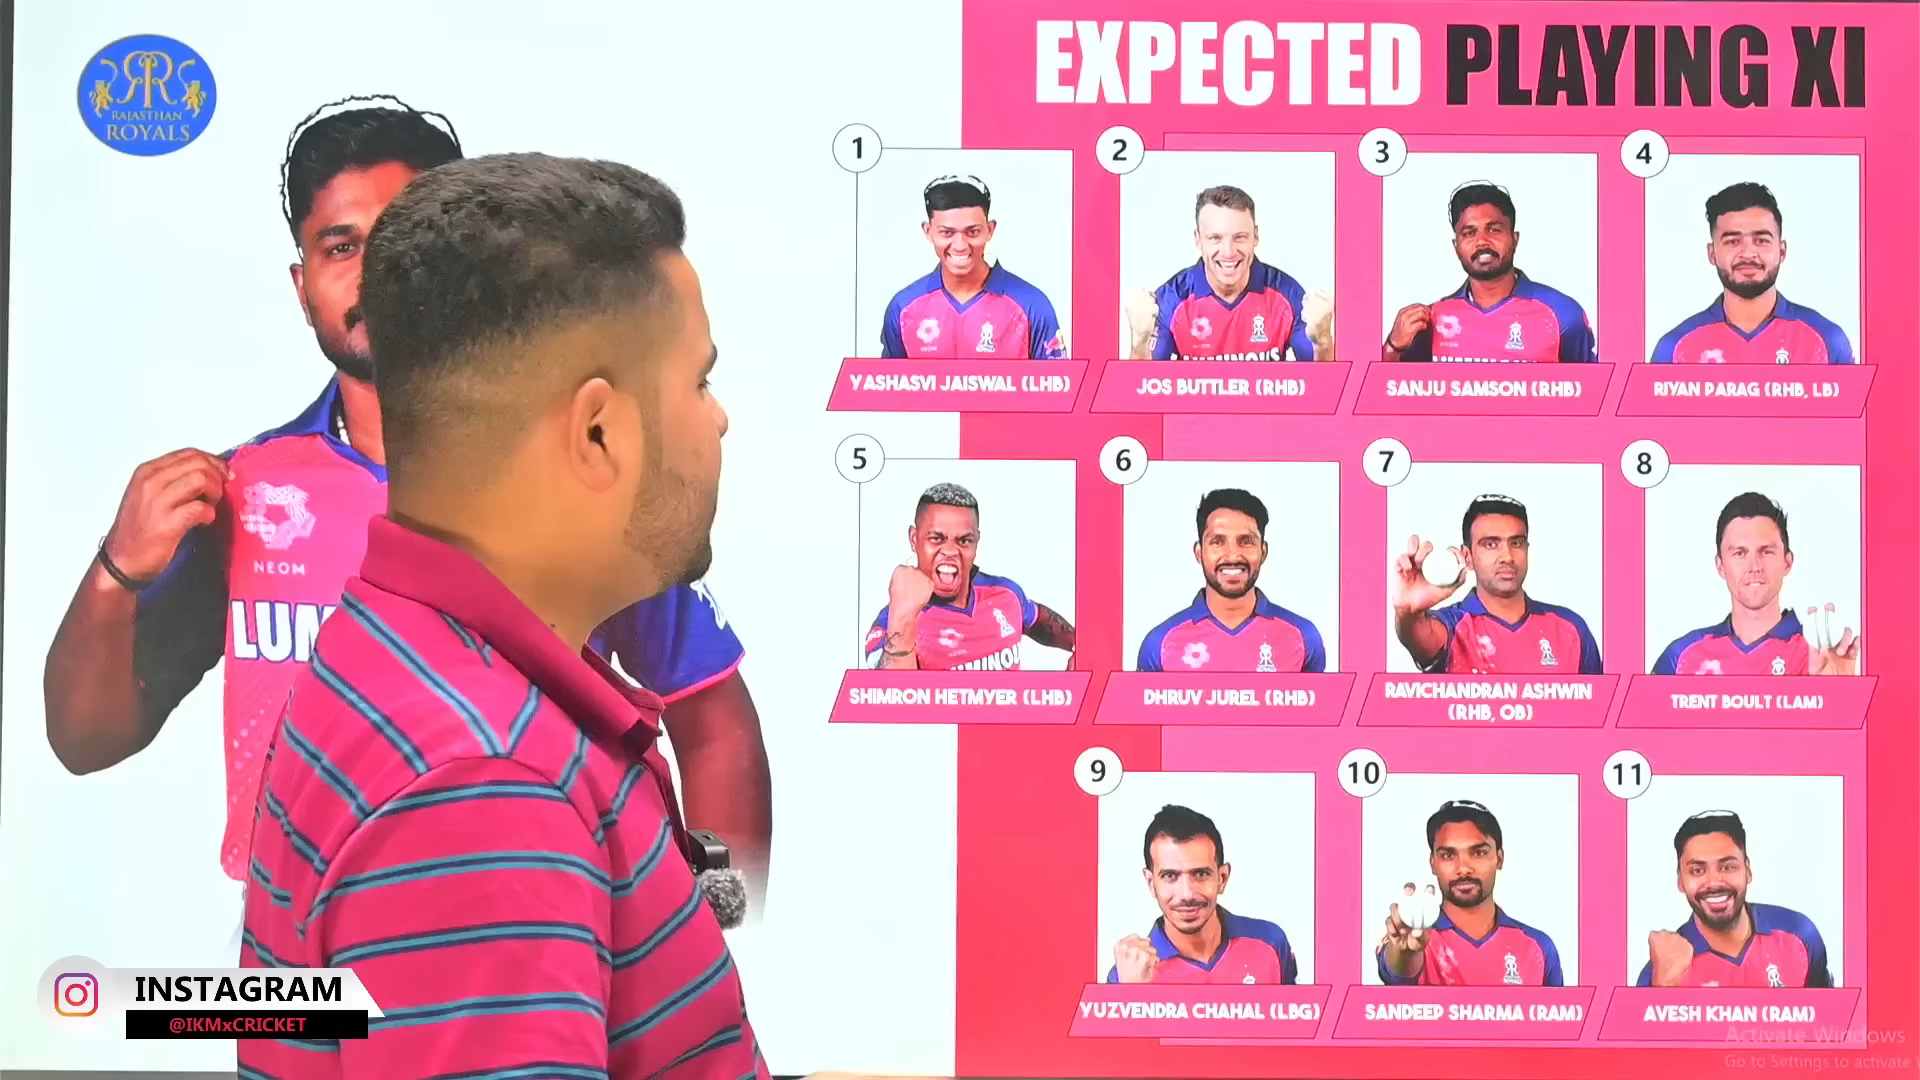 RAJASTHAN
ROYALS
EXPECTED PLAYING XI
1
2
3
4
YASHASVI JAISWAL (LHB)
JOS BUTTLER (RHB)
SANJU SAMSON (RHB)
RIYAN PARAG (RHB, LB)
5
6
7
8
SHIMRON HETMYER (LHB)
DHRUV JUREL (RHB)
RAVICHANDRAN ASHWIN
(RHB, OB)
TRENT BOULT (LAM)
9
10
11
YUZVENDRA CHAHAL (LBG)
SANDEEP SHARMA (RAM)
AVESH KHAN (RAM)
NEOM
LUM
INSTAGRAM
@IKMxCRICKET
Activate Windows
Go to Settings to activate